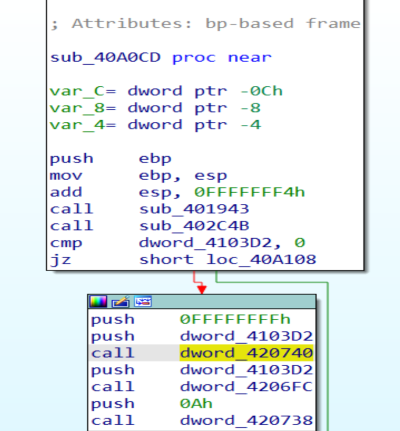 ; Attributes: bp-based frame
sub_40A0CD proc near
var_C= dword ptr -0Ch
var_8= dword ptr -8
var_4= dword ptr -4
push ebp
mov ebp, esp
add esp, 0FFFFFFF4h
call sub_401943
call sub_402C4B
cmp dword_4103D2, 0
jz short loc_40A108
push 0FFFFFFFFh
push dword_4103D2
call dword_420740
push dword_4103D2
call dword_4206FC
push 0Ah
call dword_420738